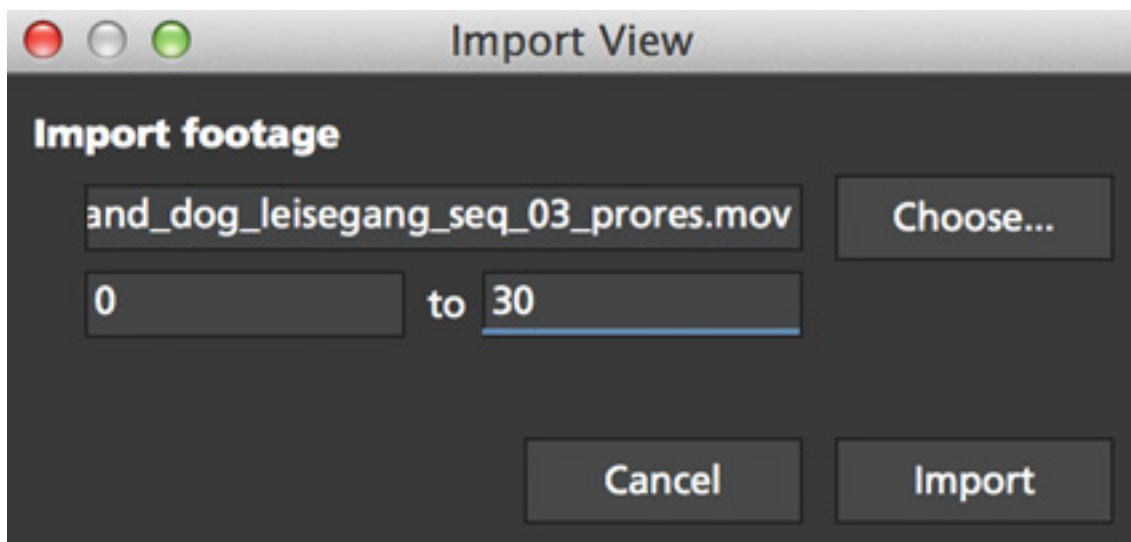 Import View
Import footage
and_dog_leisegang_seq_03_prores.mov Choose...
0 to 30
Cancel Import